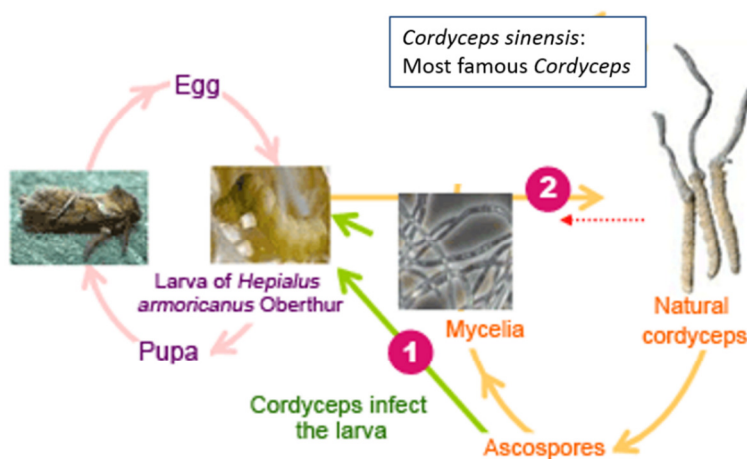 Cordyceps sinensis:
Most famous Cordyceps
Egg
2
Larva of Hepialus
armoricanus Oberthur
Mycelia
Natural
cordyceps
Pupa
1
Cordyceps infect
the larva
Ascospores